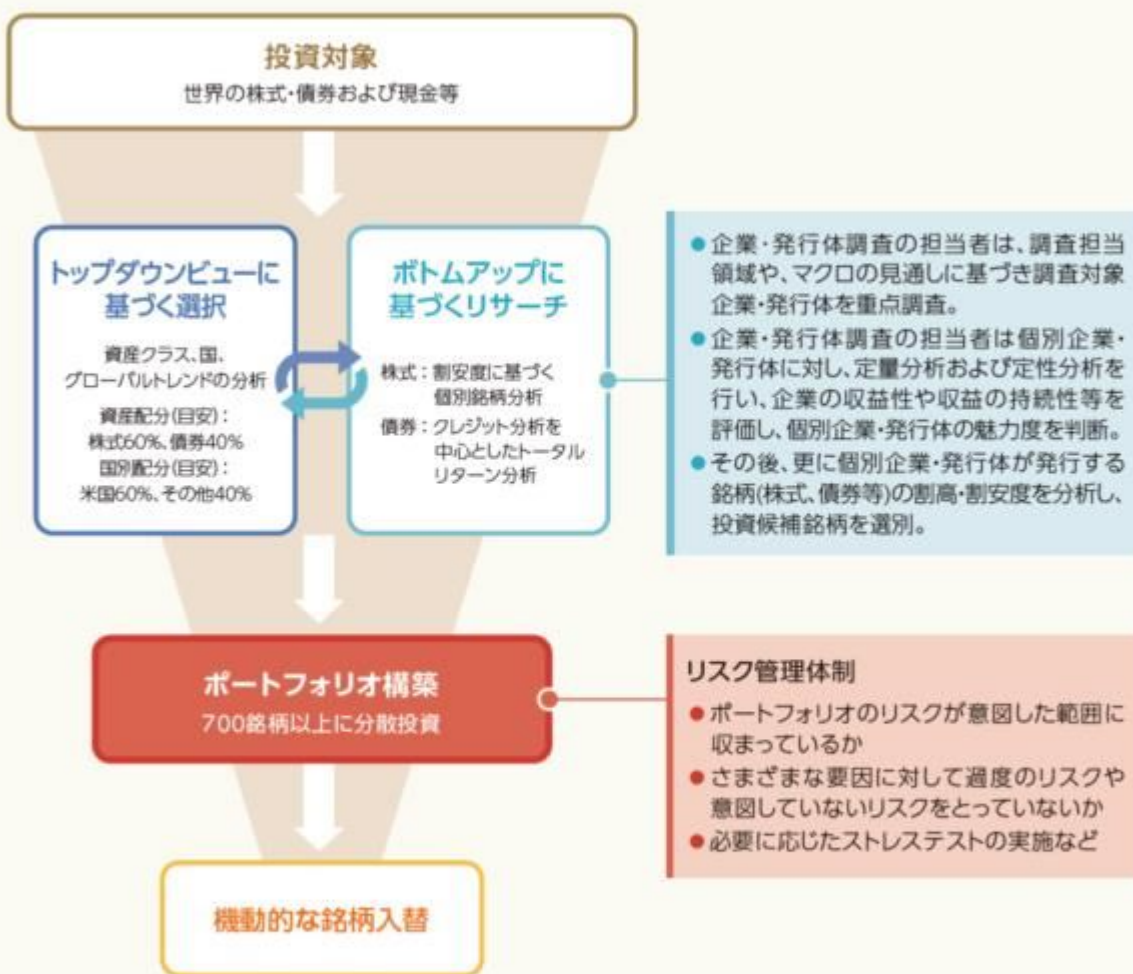 投資対象
世界の株式・債券および現金等
トップダウンビューに
基づく選択
資産クラス、国、
グローバルトレンドの分析
資産配分(目安)：
株式60%、債券40%
国別配分(目安)：
米国60%、その他40%
ボトムアップに
基づくリサーチ
株式：割安度に基づく
個別銘柄分析
債券：クレジット分析を
中心としたトータル
リターン分析
●企業・発行体調査の担当者は、調査担当
領域や、マクロの見通しに基づき調査対象
企業・発行体を重点調査。
●企業・発行体調査の担当者は個別企業・
発行体に対し、定量分析および定性分析を
行い、企業の収益性や収益の持続性等を
評価し、個別企業・発行体の魅力度を判断。
●その後、更に個別企業・発行体が発行する
銘柄(株式、債券等)の割高・割安度を分析し、
投資候補銘柄を選別。
ポートフォリオ構築
700銘柄以上に分散投資
リスク管理体制
●ポートフォリオのリスクが意図した範囲に
収まっているか
●さまざまな要因に対して過度のリスクや
意図していないリスクをとっていないか
●必要に応じたストレステストの実施など
機動的な銘柄入替